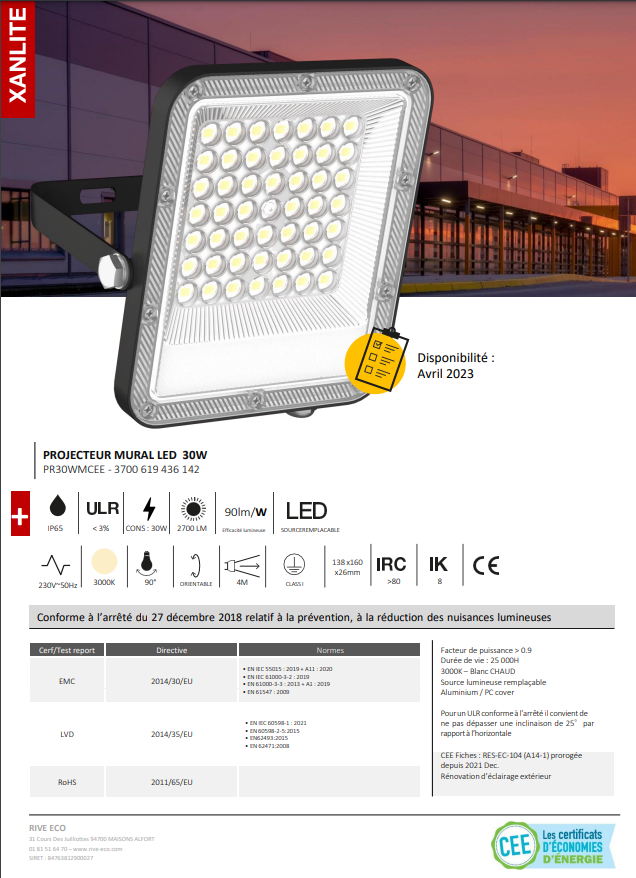 XANLITE
Disponibilité :
Avril 2023
PROJECTEUR MURAL LED 30W
PR30WMCEE - 3700 619 436 142
+
IP65
ULR
< 3%
CONS : 30W
2700 LM
90lm/W
Efficacité lumineuse
LED
SOURCE REMPLACABLE
230V~50Hz
3000K
90°
ORIENTABLE
4M
CLASS I
138 x160
x26mm
IRC
>80
IK
8
CE
Conforme à l’arrêté du 27 décembre 2018 relatif à la prévention, à la réduction des nuisances lumineuses
Cerf/Test report Directive Normes
EMC 2014/30/EU
• EN IEC 55015 : 2019 + A11 : 2020
• EN IEC 61000-3-2 : 2019
• EN 61000-3-3 : 2013 + A1 : 2019
• EN 61547 : 2009
LVD 2014/35/EU
• EN IEC 60598-1 : 2021
• EN 60598-2-5:2015
• EN62493:2015
• EN 62471:2008
RoHS 2011/65/EU
Facteur de puissance > 0.9
Durée de vie : 25 000H
3000K – Blanc CHAUD
Source lumineuse remplaçable
Aluminium / PC cover
Pour un ULR conforme à l’arrêté il convient de
ne pas dépasser une inclinaison de 25° par
rapport à l’horizontale
CEE Fiches : RES-EC-104 (A14-1) prorogée
depuis 2021 Dec.
Rénovation d’éclairage extérieur
RIVE ECO
31 Cours Des Juilliottes 94700 MAISONS ALFORT
01 81 51 64 70 – www.rive-eco.com
SIRET : 84763812900027
CEE
Les certificats
D’ÉCONOMIES
D’ÉNERGIE